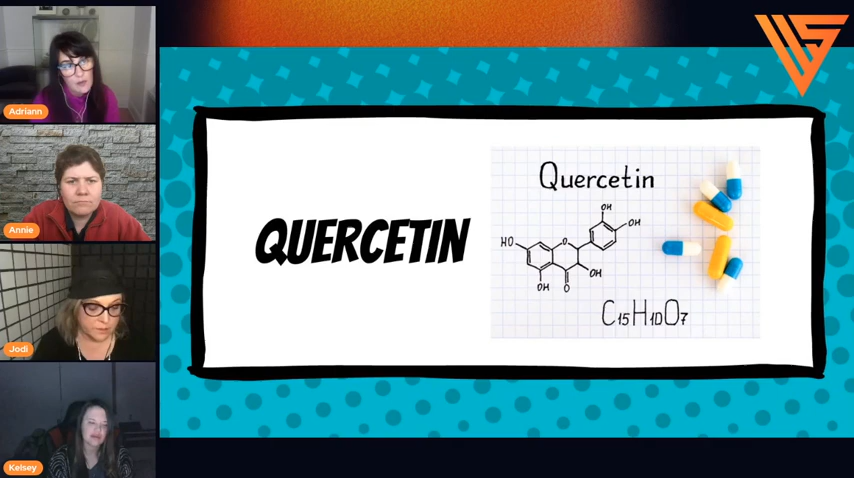 Adriann
Annie
Jodi
Kelsey
QUERCETIN
Quercetin
OH
OH
HO
O
OH
OH
O
C15H10O7